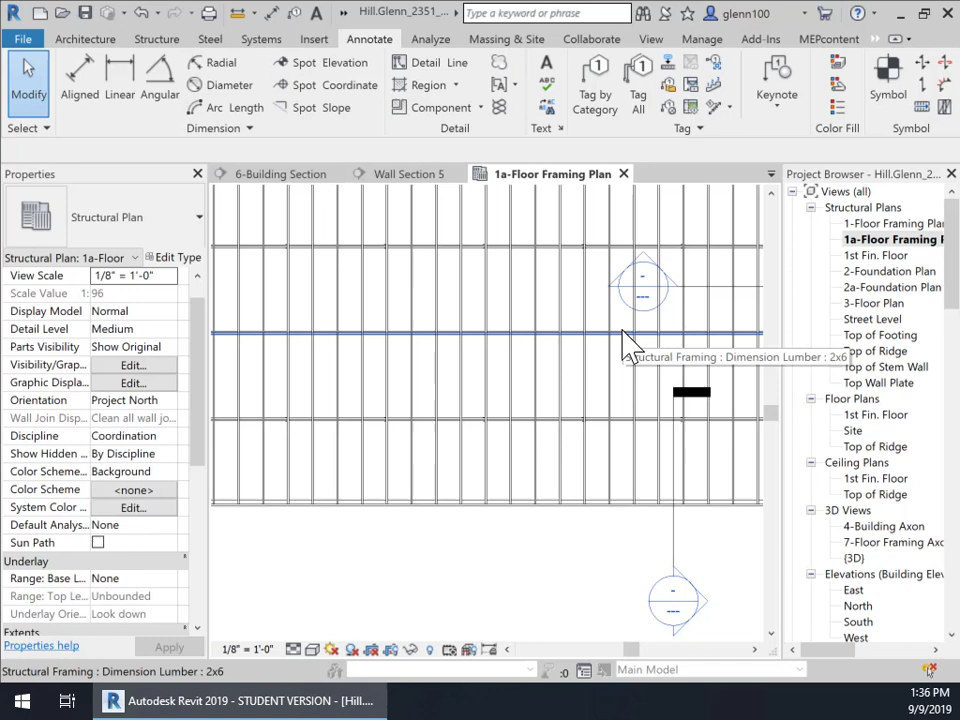 Hill.Glenn_2351_...
Type a keyword or phrase
glenn100
File
Architecture
Structure
Steel
Systems
Insert
Annotate
Analyze
Massing & Site
Collaborate
View
Manage
Add-Ins
MEPcontent
Modify
Aligned
Linear
Angular
Radial
Diameter
Arc Length
Spot Elevation
Spot Coordinate
Spot Slope
Detail Line
Region
Component
Tag by Category
Tag All
Keynote
Symbol
Select
Dimension
Detail
Text
Tag
Color Fill
Symbol
Properties
6-Building Section
Wall Section 5
1a-Floor Framing Plan
Project Browser - Hill.Glenn_2...
Structural Plan
Structural Plan: 1a-Floor
Edit Type
View Scale 1/8" = 1'-0"
Scale Value 1: 96
Display Model Normal
Detail Level Medium
Parts Visibility Show Original
Visibility/Grap... Edit...
Graphic Displa... Edit...
Orientation Project North
Wall Join Disp... Clean all wall jo...
Discipline Coordination
Show Hidden ... By Discipline
Color Scheme... Background
Color Scheme <none>
System Color ... Edit...
Default Analys... None
Sun Path
Underlay
Range: Base L... None
Range: Top Le... Unbounded
Underlay Orie... Look down
Extents
Properties help
Apply
Structural Framing : Dimension Lumber : 2x6
Views (all)
Structural Plans
1-Floor Framing Plan
1a-Floor Framing P
1st Fin. Floor
2-Foundation Plan
2a-Foundation Plan
3-Floor Plan
Street Level
Top of Footing
Top of Ridge
Top of Stem Wall
Top Wall Plate
Floor Plans
1st Fin. Floor
Site
Top of Ridge
Ceiling Plans
1st Fin. Floor
Top of Ridge
3D Views
4-Building Axon
7-Floor Framing Axo
{3D}
Elevations (Building Elev
East
North
South
West
1/8" = 1'-0"
Structural Framing : Dimension Lumber : 2x6
:0
Main Model
Autodesk Revit 2019 - STUDENT VERSION - [Hill....
1:36 PM
9/9/2019